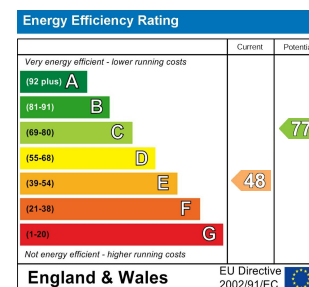 Energy Efficiency Rating
Current
Very energy efficient - lower running costs
(92 plus) A
(81-91) B
(69-80) C
77
(55-68) D
(39-54) E
48
(21-38) F
(1-20) G
Not energy efficient - higher running costs
England & Wales
EU Directive
2002/91/EC